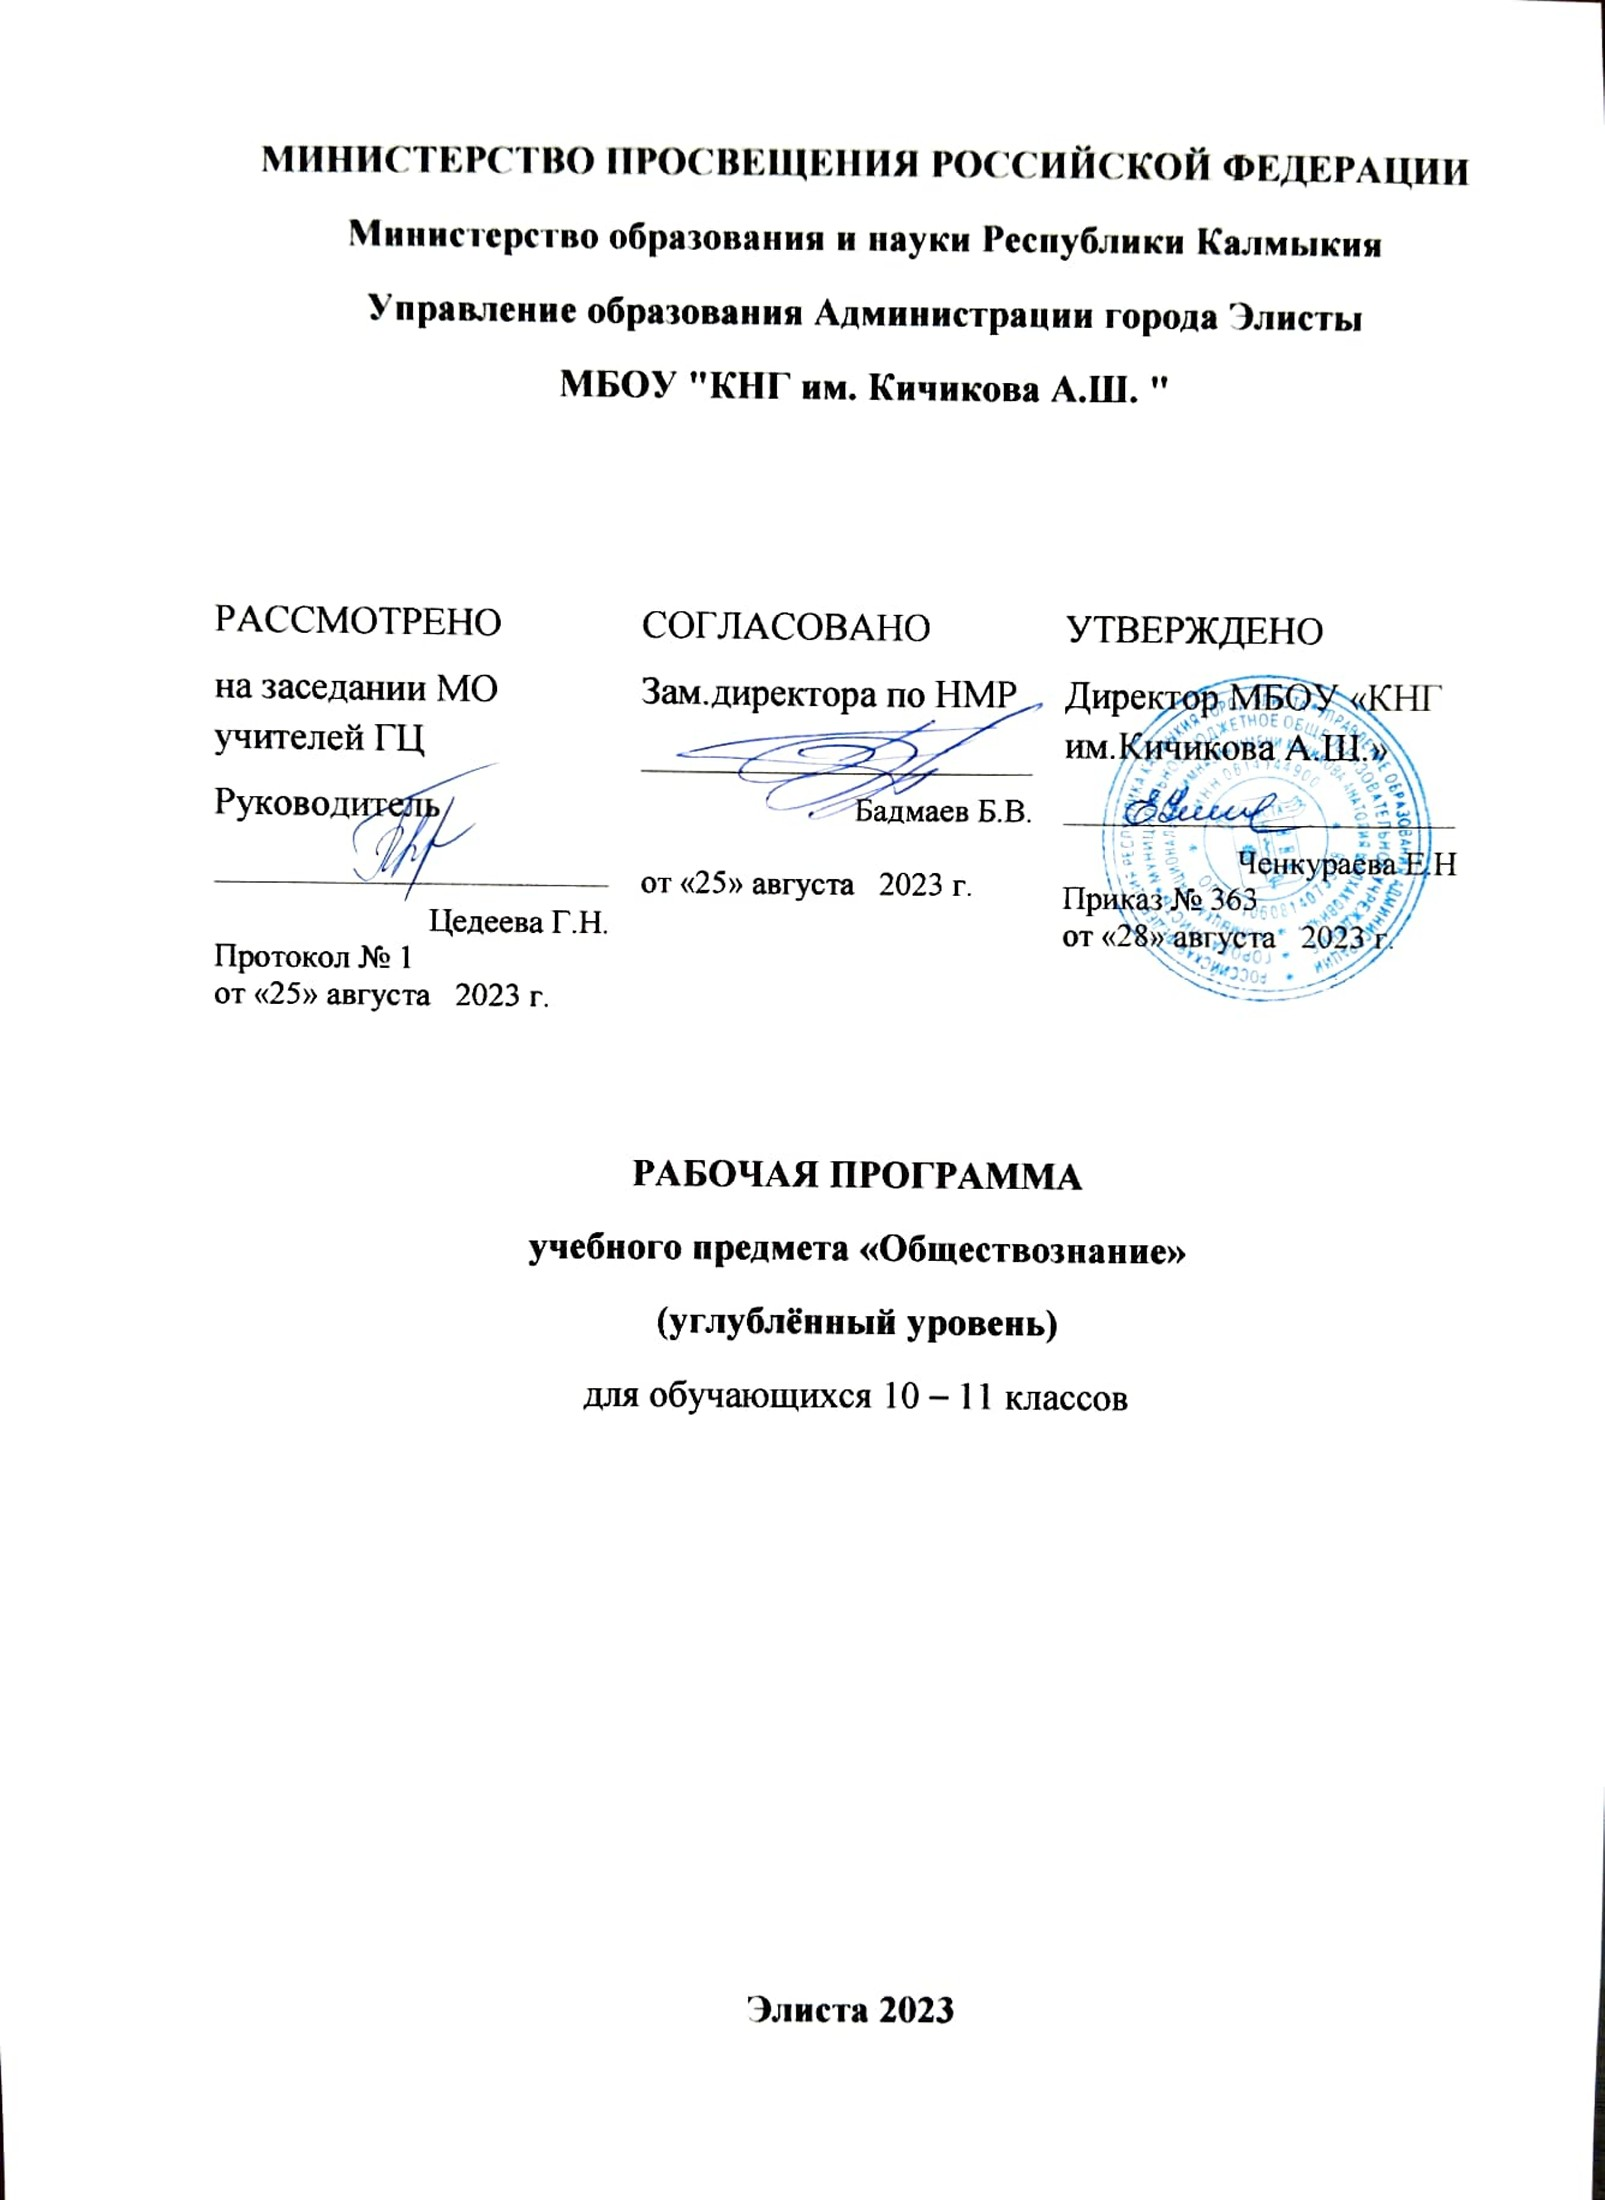 МИНИСТЕРСТВО ПРОСВЕЩЕНИЯ РОССИЙСКОЙ ФЕДЕРАЦИИ
Министерство образования и науки Республики Калмыкия
Управление образования Администрации города Элисты
МБОУ "КНГ им. Кичикова А.Ш. "
РАССМОТРЕНО
на заседании МО
учителей ГЦ
Руководитель
Цедеева Г.Н.
Протокол № 1
от «25» августа 2023 г.
СОГЛАСОВАНО
Зам.директора по НМР
Бадмаев Б.В.
от «25» августа 2023 г.
УТВЕРЖДЕНО
Директор МБОУ «КНГ
им.Кичикова А.Ш.»
Ченкураева Е.Н
Приказ № 363
от «28» августа 2023 г.
ИНН 0614144900
РАБОЧАЯ ПРОГРАММА
учебного предмета «Обществознание»
(углублённый уровень)
для обучающихся 10 – 11 классов
Элиста 2023